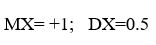 MX= +1;   DX=0.5